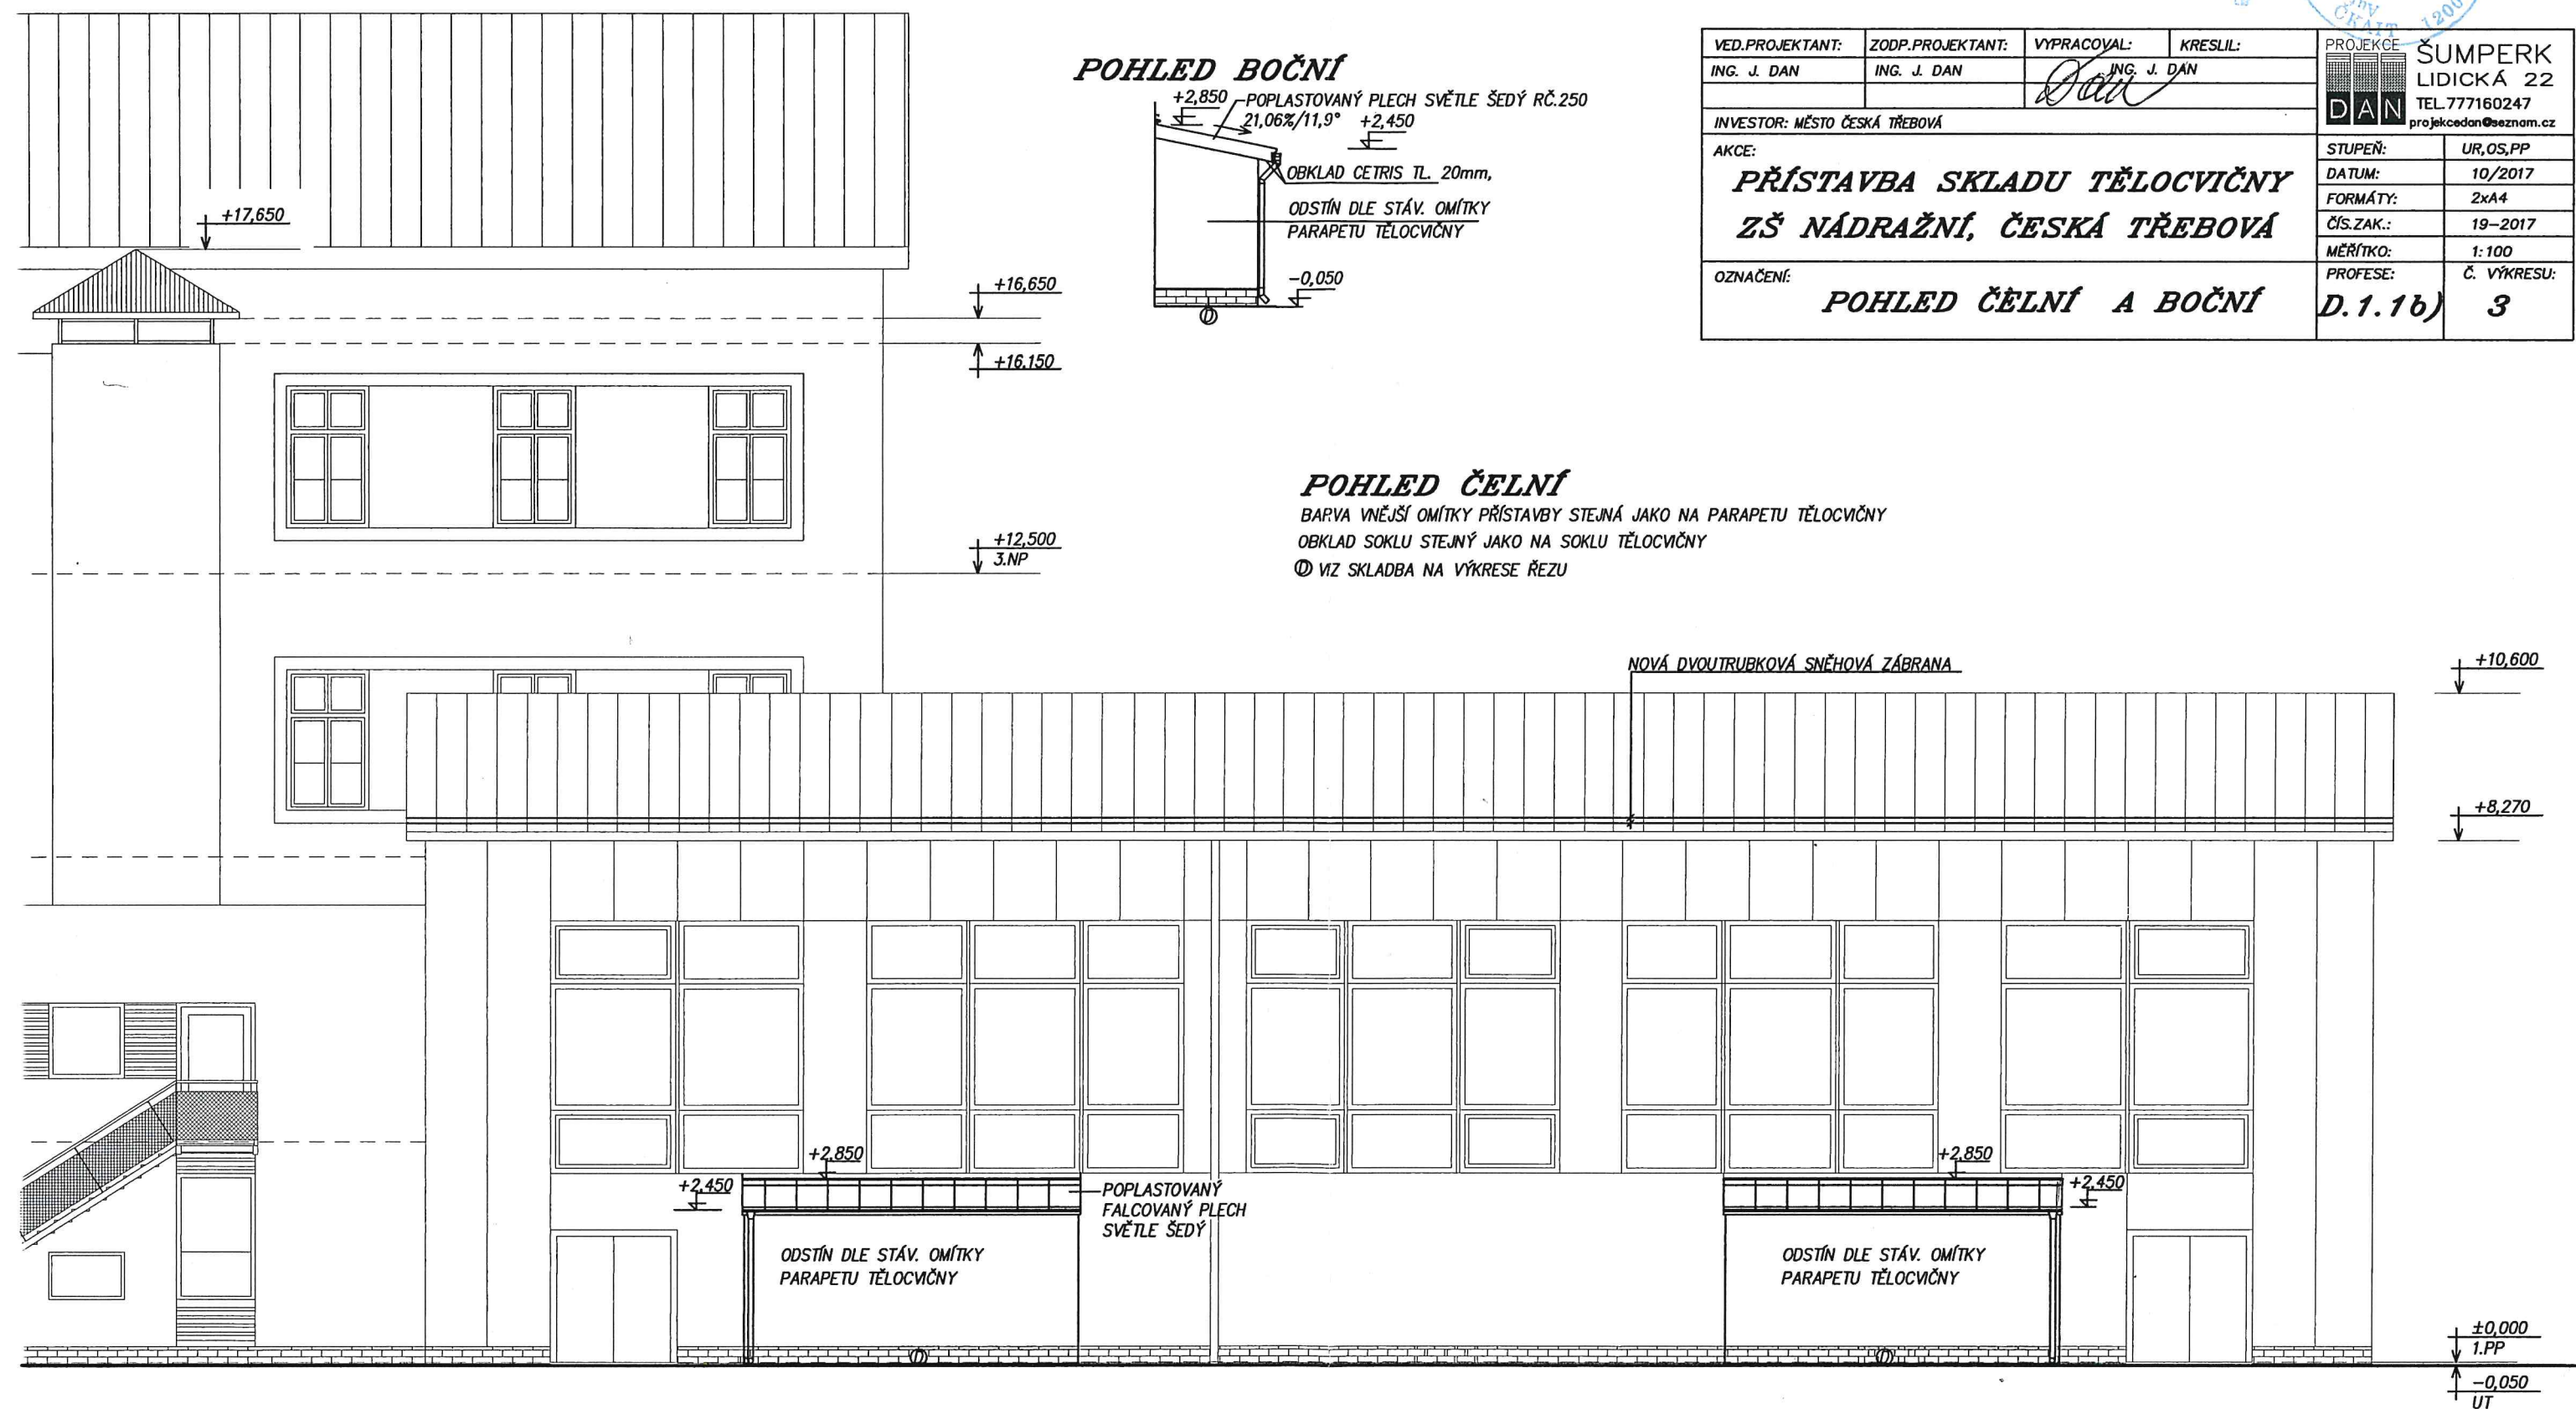 ČKAIT 1200
VED.PROJEKTANT: ZODP.PROJEKTANT: VYPRACOVAL: KRESLIL:
ING. J. DAN ING. J. DAN ING. J. DAN
INVESTOR: MĚSTO ČESKÁ TŘEBOVÁ
AKCE:
PŘÍSTAVBA SKLADU TĚLOCVIČNY
ZŠ NÁDRAŽNÍ, ČESKÁ TŘEBOVÁ
OZNAČENÍ:
POHLED ČELNÍ A BOČNÍ
PROJEKCE
DAN
ŠUMPERK
LIDICKÁ 22
TEL.777160247
projekcedan@seznam.cz
STUPEŇ: UR,OS,PP
DATUM: 10/2017
FORMÁTY: 2xA4
ČÍS.ZAK.: 19-2017
MĚŘÍTKO: 1:100
PROFESE: Č. VÝKRESU:
D.1.1b) 3
POHLED BOČNÍ
+2,850 POPLASTOVANÝ PLECH SVĚTLE ŠEDÝ RČ.250
21,06%/11,9° +2,450
OBKLAD CETRIS TL. 20mm,
ODSTÍN DLE STÁV. OMÍTKY
PARAPETU TĚLOCVIČNY
-0,050
D
+17,650
+16,650
+16.150
+12,500
3.NP
POHLED ČELNÍ
BARVA VNĚJŠÍ OMÍTKY PŘÍSTAVBY STEJNÁ JAKO NA PARAPETU TĚLOCVIČNY
OBKLAD SOKLU STEJNÝ JAKO NA SOKLU TĚLOCVIČNY
D VIZ SKLADBA NA VÝKRESE ŘEZU
NOVÁ DVOUTRUBKOVÁ SNĚHOVÁ ZÁBRANA
+10,600
+8,270
+2,850
+2,450
POPLASTOVANÝ
FALCOVANÝ PLECH
SVĚTLE ŠEDÝ
ODSTÍN DLE STÁV. OMÍTKY
PARAPETU TĚLOCVIČNY
D
+2,850
+2,450
ODSTÍN DLE STÁV. OMÍTKY
PARAPETU TĚLOCVIČNY
D
±0,000
1.PP
-0,050
UT